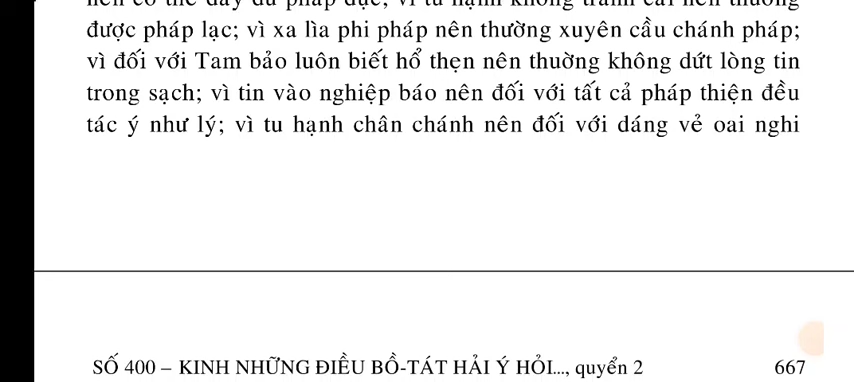 được pháp lạc; vì xa lìa phi pháp nên thường xuyên cầu chánh pháp;
vì đối với Tam bảo luôn biết hổ thẹn nên thuờng không dứt lòng tin
trong sạch; vì tin vào nghiệp báo nên đối với tất cả pháp thiện đều
tác ý như lý; vì tu hạnh chân chánh nên đối với dáng vẻ oai nghi
SỐ 400 – KINH NHỮNG ĐIỀU BỒ-TÁT HẢI Ý HỎI..., quyển 2 667